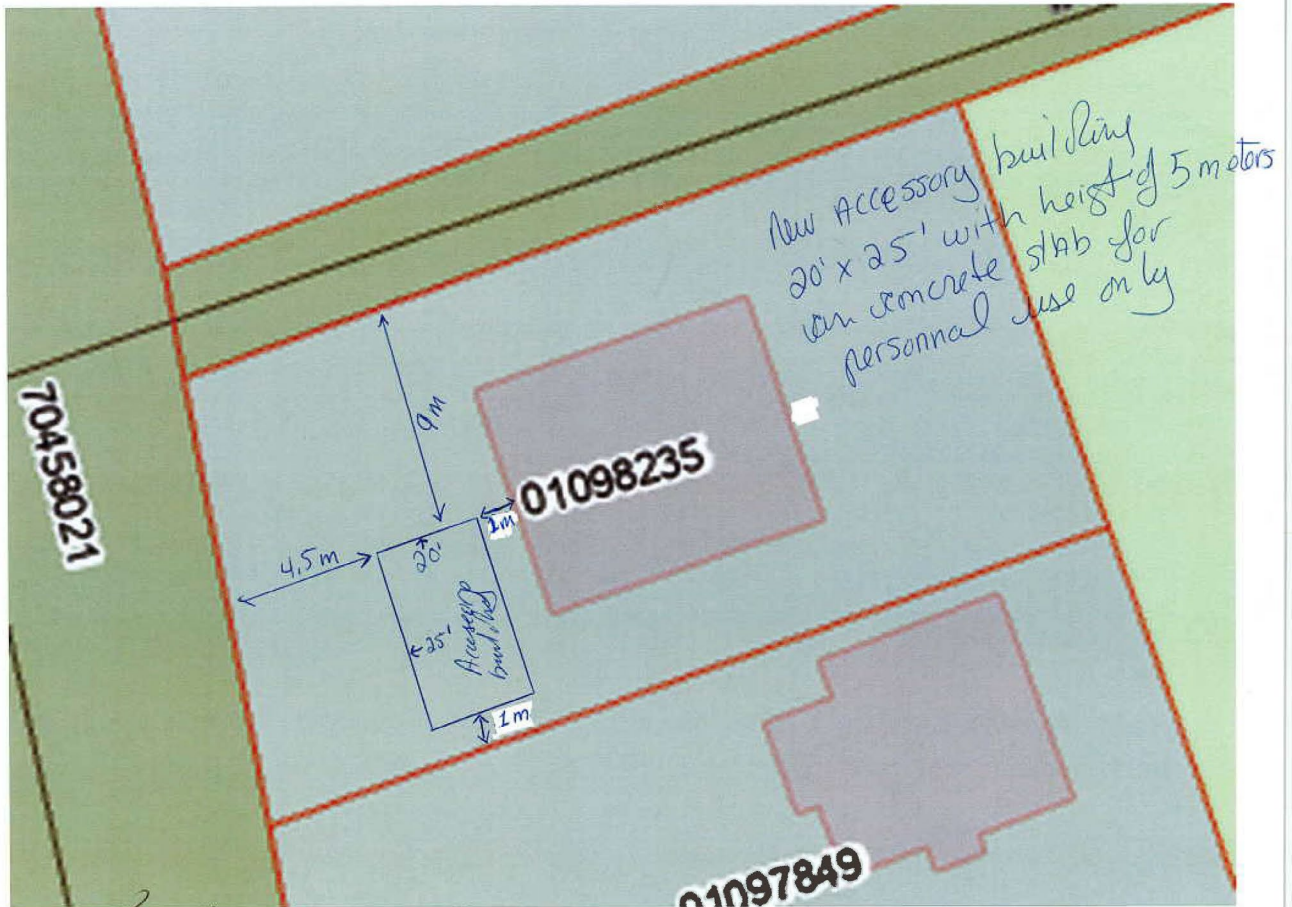 New Accessory building
20' x 25' with heigt of 5 meters
on concrete slAb for
personnal use only
9m
01098235
1m
70458021
4.5m
20'
25'
Accessory
building
1m
01097849